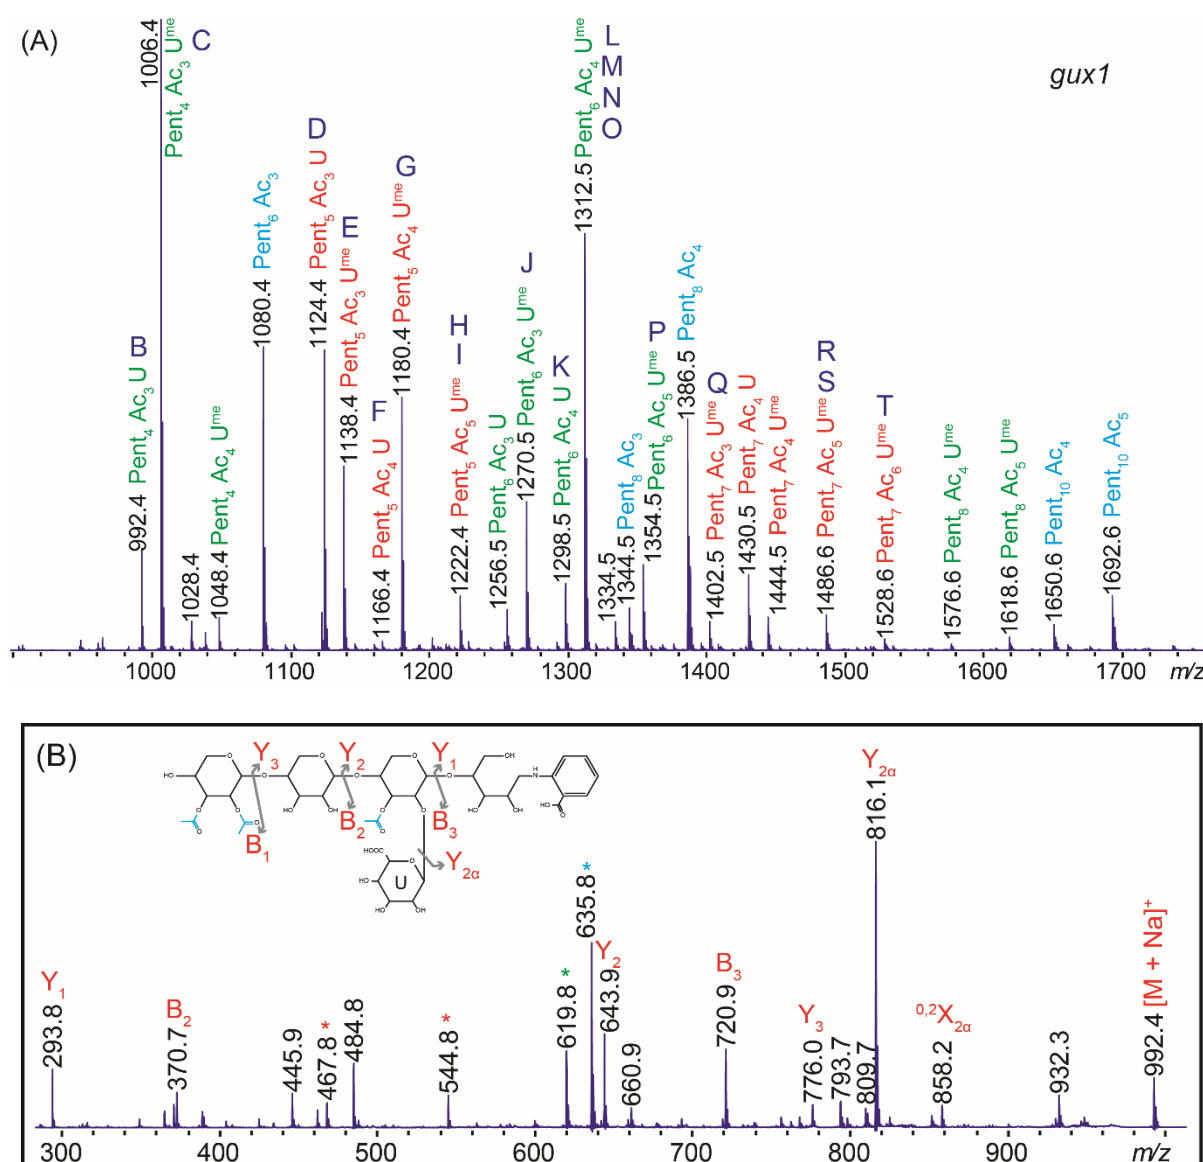 (A)
gux1
992.4 Pent₄ Ac₃ U B
1006.4 Pent₄ Ac₃ Uᵐᵉ C
1028.4
1048.4 Pent₄ Ac₄ Uᵐᵉ
1080.4 Pent₆ Ac₃
1124.4 Pent₅ Ac₃ U D
1138.4 Pent₅ Ac₃ Uᵐᵉ E
1166.4 Pent₅ Ac₄ U F
1180.4 Pent₅ Ac₄ Uᵐᵉ G
1222.4 Pent₅ Ac₅ Uᵐᵉ H I
1256.5 Pent₆ Ac₃ U
1270.5 Pent₆ Ac₃ Uᵐᵉ J
1298.5 Pent₆ Ac₄ U K
1312.5 Pent₆ Ac₄ Uᵐᵉ L M N O
1334.5
1344.5 Pent₈ Ac₃
1354.5 Pent₆ Ac₅ Uᵐᵉ P
1386.5 Pent₈ Ac₄
1402.5 Pent₇ Ac₃ Uᵐᵉ Q
1430.5 Pent₇ Ac₄ U
1444.5 Pent₇ Ac₄ Uᵐᵉ
1486.6 Pent₇ Ac₅ Uᵐᵉ R S
1528.6 Pent₇ Ac₆ Uᵐᵉ T
1576.6 Pent₈ Ac₄ Uᵐᵉ
1618.6 Pent₈ Ac₅ Uᵐᵉ
1650.6 Pent₁₀ Ac₄
1692.6 Pent₁₀ Ac₅
1000 1100 1200 1300 1400 1500 1600 1700 m/z
(B)
Y₃ Y₂ Y₁
B₁ B₂ B₃
Y₂α
HO O O O O OH H N
O O O O OH OH O O OH HO O
HOOC O U HO HO OH
293.8 Y₁
370.7 B₂
445.9
467.8 *
484.8
544.8 *
619.8 *
635.8 *
643.9 Y₂
660.9
720.9 B₃
776.0 Y₃
793.7
809.7
816.1 Y₂α
858.2 ⁰,²X₂α
932.3
992.4 [M + Na]⁺
300 400 500 600 700 800 900 m/z